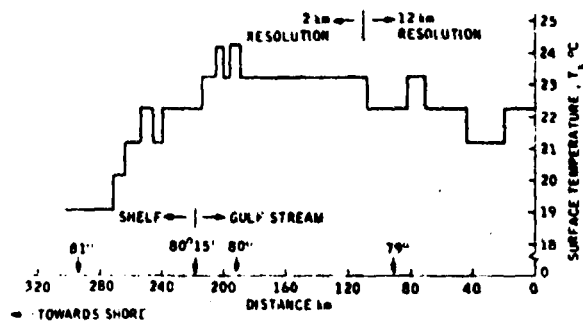 2 km
RESOLUTION
12 km
RESOLUTION
25
24
23
22
21
20
19
18
0
SURFACE TEMPERATURE, Ts °C
SHELF
GULF STREAM
81°
80°15'
80°
79°
320
280
240
200
160
120
80
40
0
DISTANCE km
TOWARDS SHORE